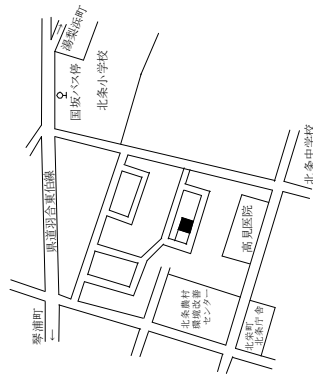 湯梨浜町
→
国坂バス停
北条小学校
県道羽合東伯線
琴浦町
←
高見医院
北条農村
環境改善
センター
北栄町
北条庁舎
北条中学校